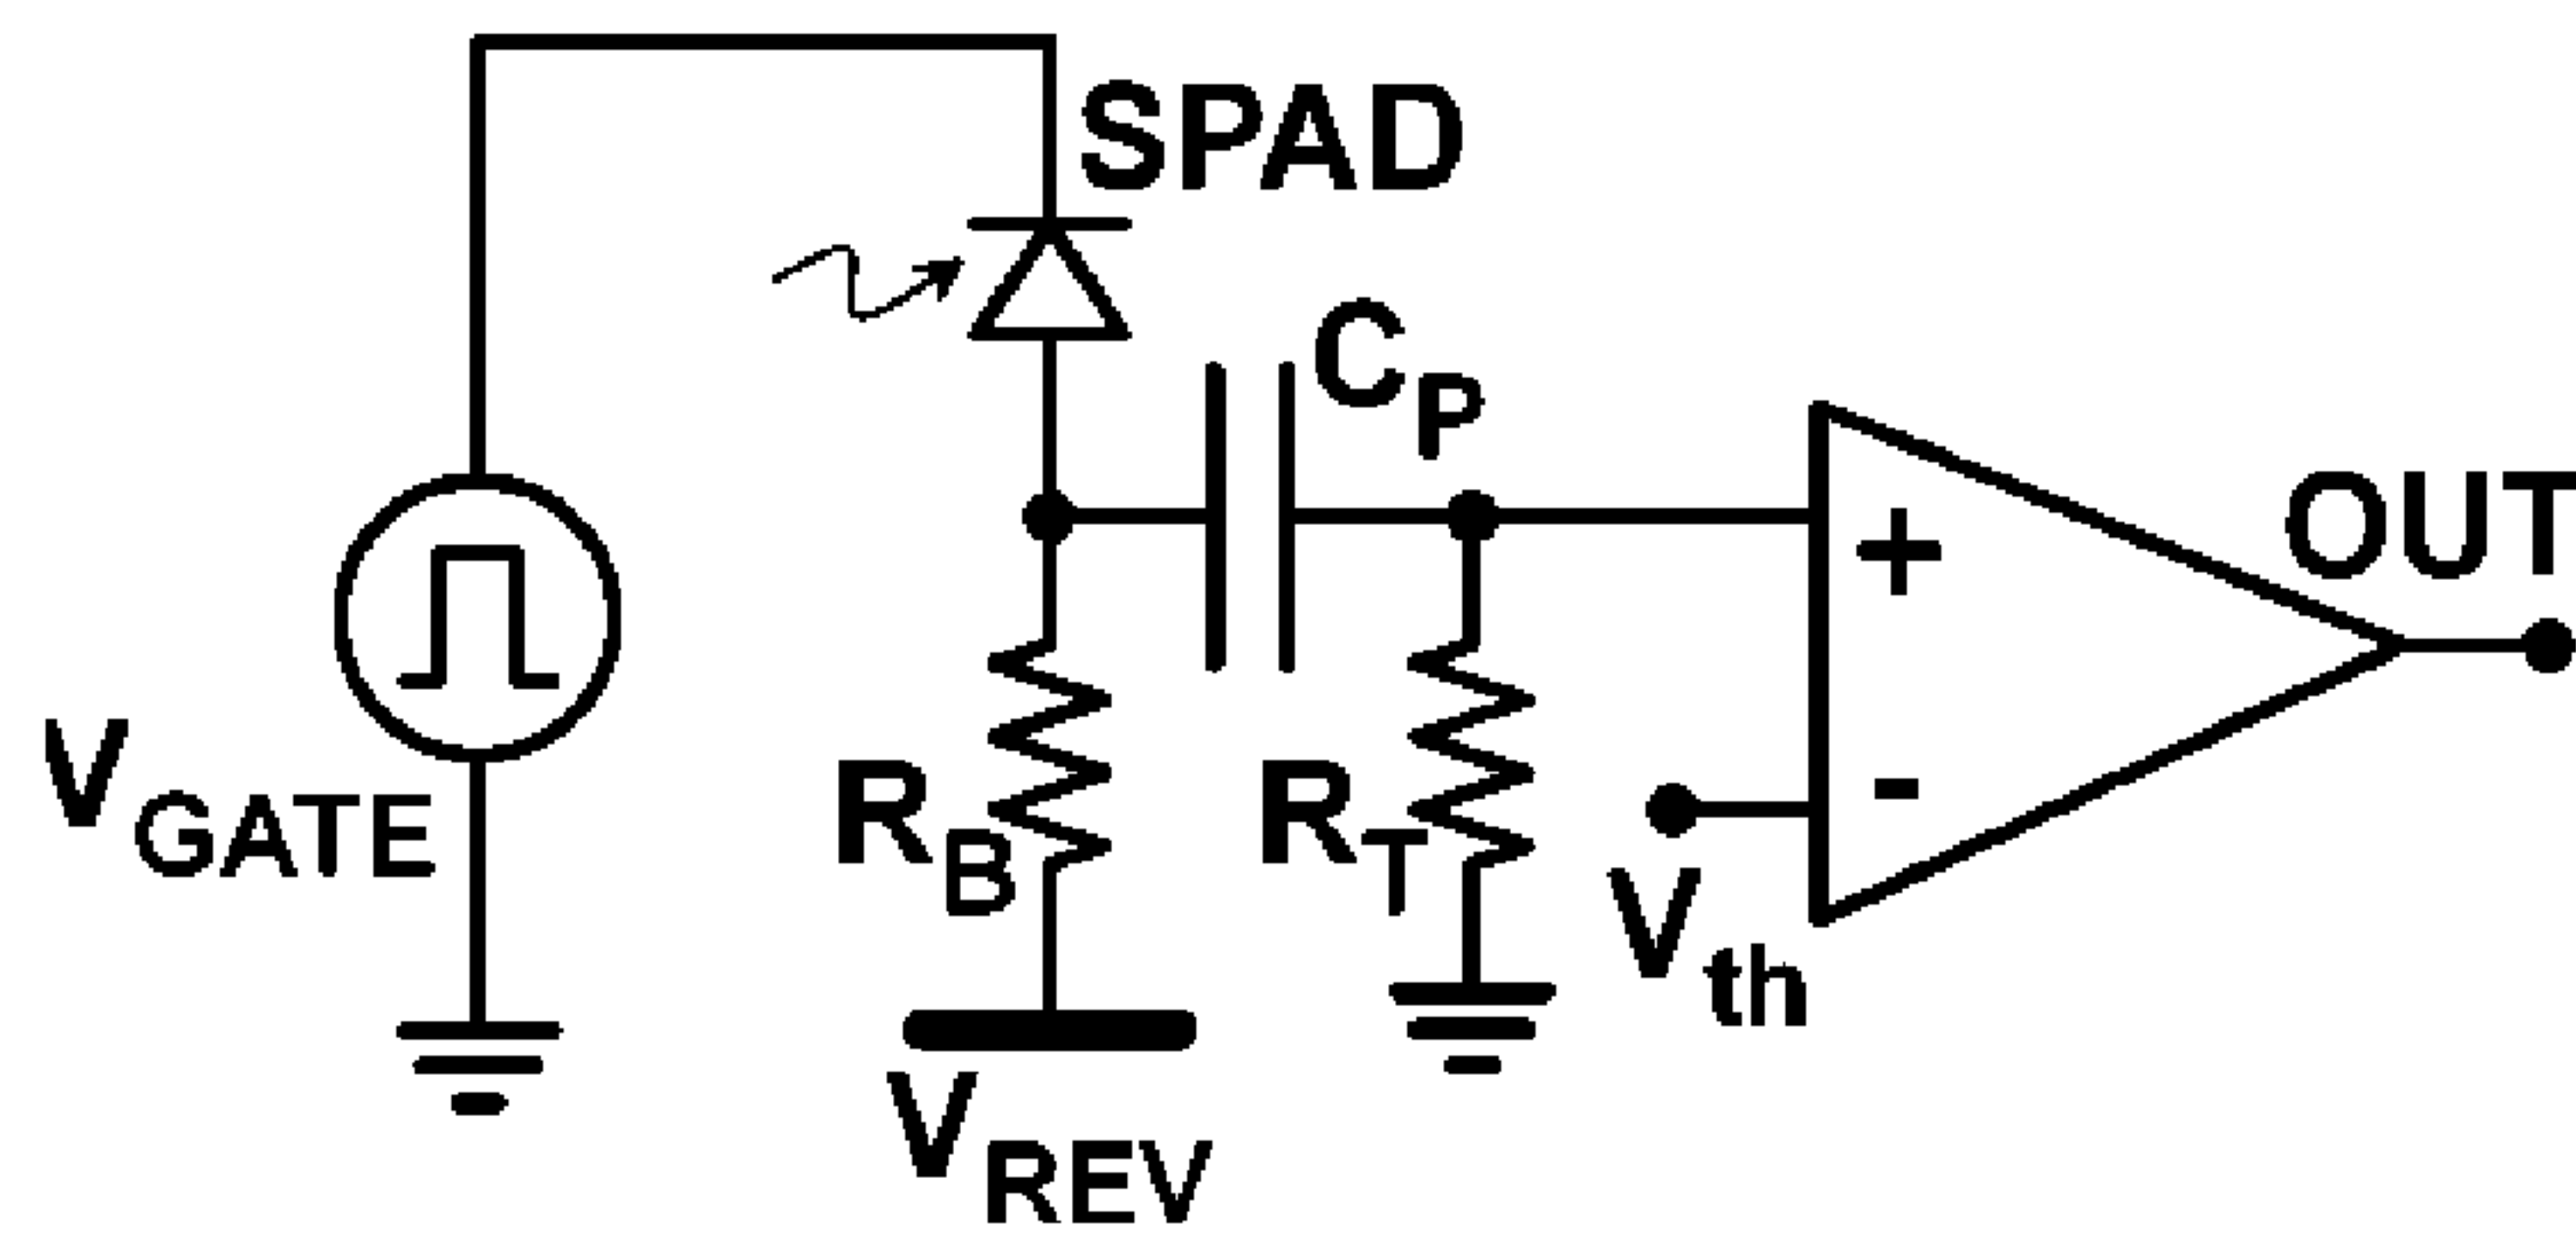 SPAD
CP
OUT
+
VGATE
RB
RT
-
Vth
VREV